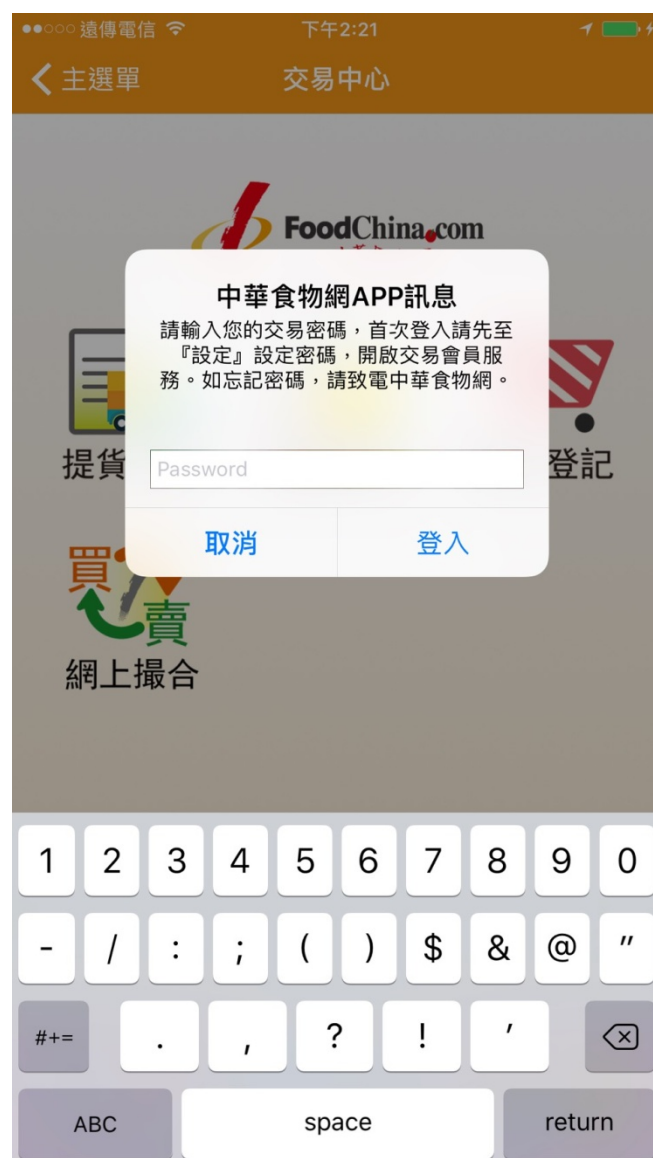 遠傳電信 下午2:21
主選單 交易中心
FoodChina.com
中華食物網APP訊息
請輸入您的交易密碼,首次登入請先至
『設定』設定密碼,開啟交易會員服
務。如忘記密碼,請致電中華食物網。
提貨 登記
Password
取消 登入
買
賣
網上撮合
1 2 3 4 5 6 7 8 9 0
- / : ; ( ) $ & @ "
#+= . , ? ! '
ABC space return